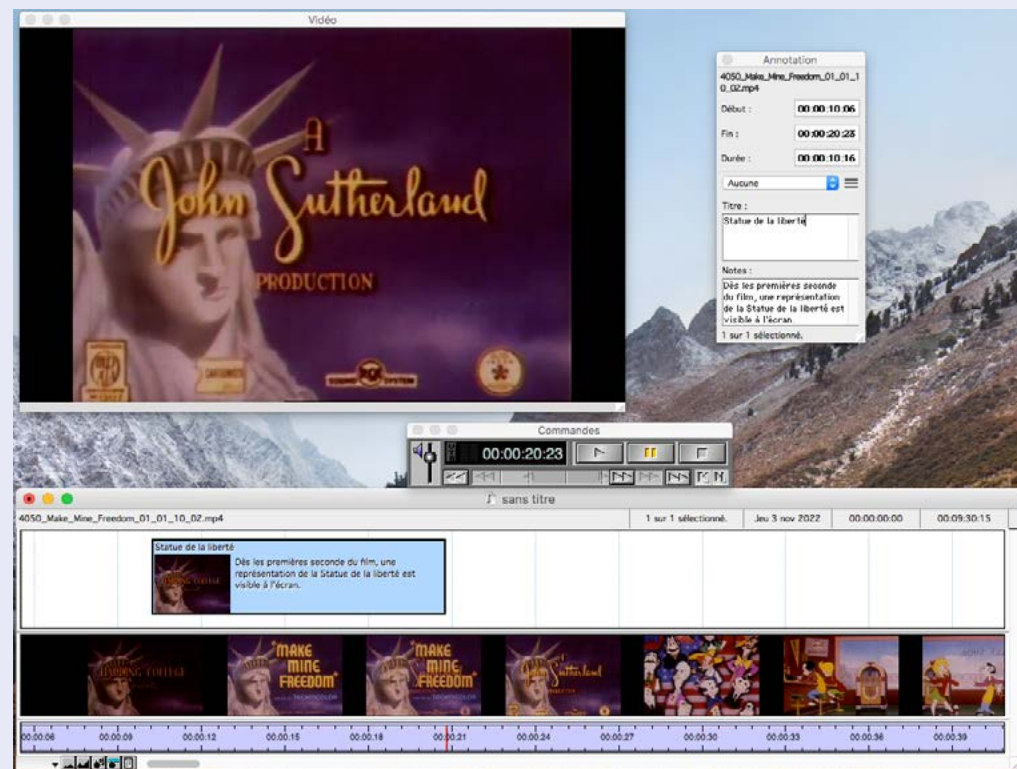 Vidéo
A
John Sutherland
PRODUCTION
SOUND RCA SYSTEM
Annotation
4050_Make_Mine_Freedom_01_01_1
0_02.mp4
Début : 00:00:10:06
Fin : 00:00:20:23
Durée : 00:00:10:16
Aucune
Titre :
Statue de la liberté
Notes :
Dès les premières seconde
du film, une représentation
de la Statue de la liberté est
visible à l'écran.
1 sur 1 sélectionné.
Commandes
00:00:20:23
sans titre
4050_Make_Mine_Freedom_01_01_10_02.mp4 1 sur 1 sélectionné. Jeu 3 nov 2022 00:00:00:00 00:09:30:15
Statue de la liberté
Dès les premières seconde du film, une
représentation de la Statue de la liberté est
visible à l'écran.
HARDING COLLEGE
"MAKE
MINE
FREEDOM"
TECHNICOLOR
"MAKE
MINE
FREEDOM"
A
John Sutherland
00:00:06 00:00:09 00:00:12 00:00:15 00:00:18 00:00:21 00:00:24 00:00:27 00:00:30 00:00:33 00:00:36 00:00:39